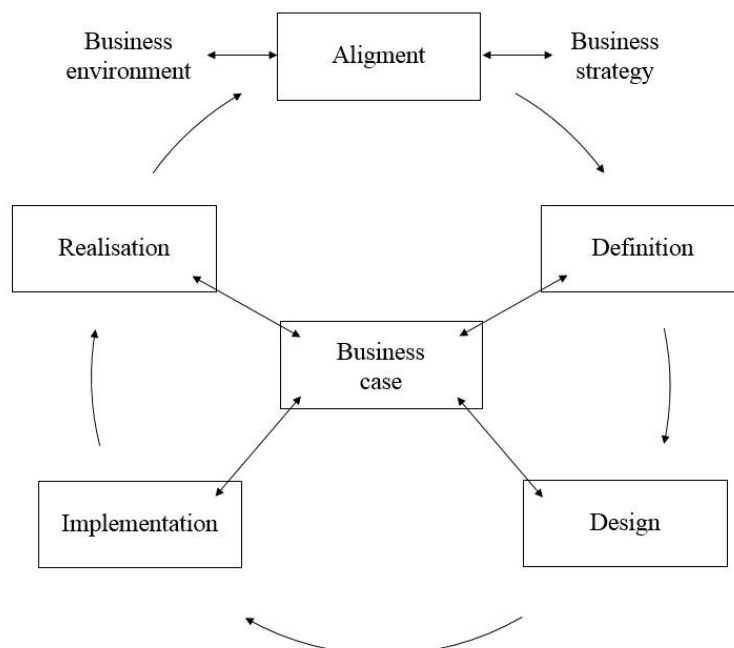 Business
environment
Aligment
Business
strategy
Realisation
Definition
Business
case
Implementation
Design